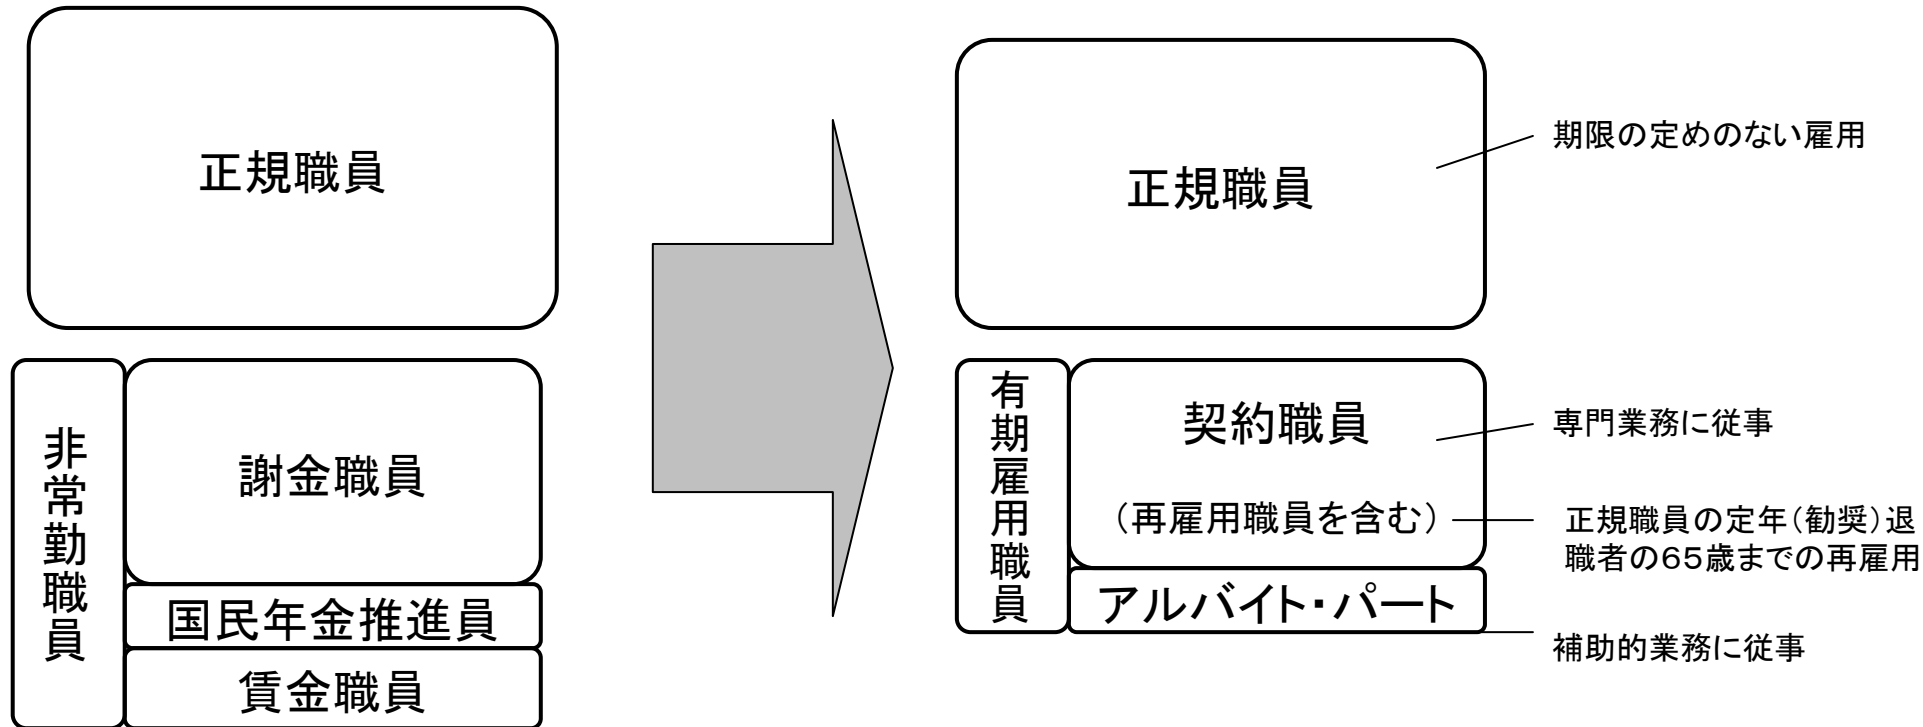 正規職員
非常勤職員
謝金職員
国民年金推進員
賃金職員
正規職員
期限の定めのない雇用
有期雇用職員
契約職員
専門業務に従事
（再雇用職員を含む）
正規職員の定年（勧奨）退
職者の６５歳までの再雇用
アルバイト・パート
補助的業務に従事